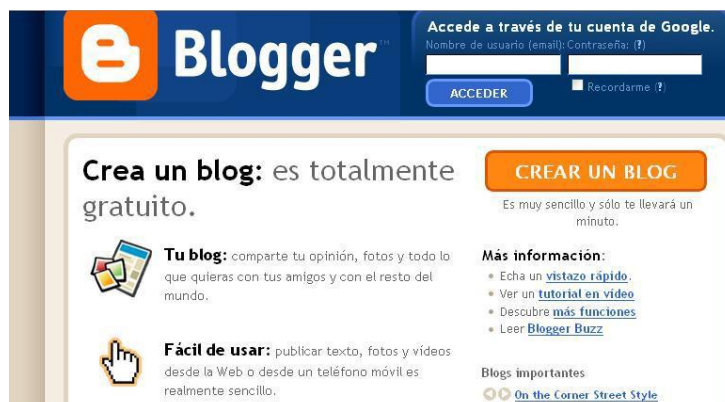 Blogger™
Accede a través de tu cuenta de Google.
Nombre de usuario (email): Contraseña: (?)
ACCEDER
Recordarme (?)
Crea un blog: es totalmente
gratuito.
Tu blog: comparte tu opinión, fotos y todo lo
que quieras con tus amigos y con el resto del
mundo.
Fácil de usar: publicar texto, fotos y vídeos
desde la Web o desde un teléfono móvil es
realmente sencillo.
CREAR UN BLOG
Es muy sencillo y sólo te llevará un
minuto.
Más información:
Echa un vistazo rápido.
Ver un tutorial en vídeo
Descubre más funciones
Leer Blogger Buzz
Blogs importantes
On the Corner Street Style